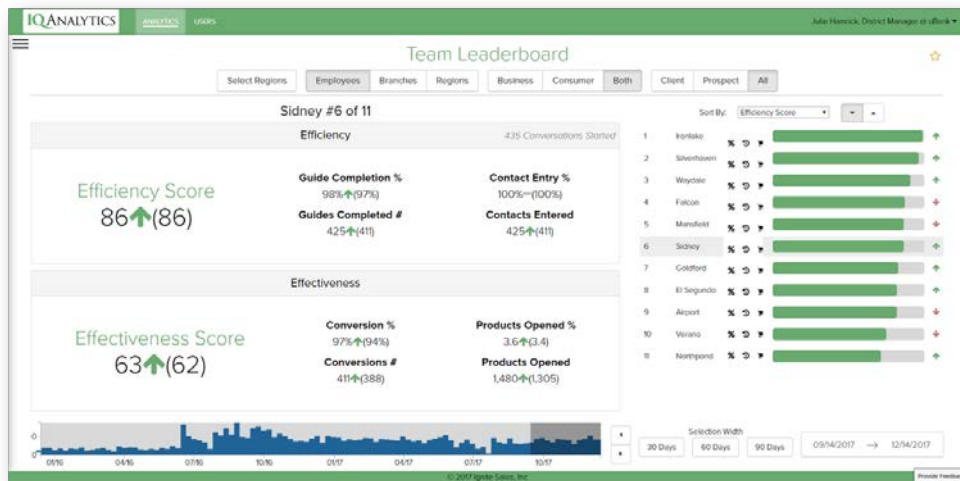 IQANALYTICS ANALYTICS USERS Julie Hamrick, District Manager at uBank
Team Leaderboard
Select Regions Employees Branches Regions Business Consumer Both Client Prospect All
Sidney #6 of 11
Sort By: Efficiency Score
Efficiency 435 Conversations Started
Efficiency Score
86(86)
Guide Completion %
98%(97%)
Contact Entry %
100%(100%)
Guides Completed #
425(411)
Contacts Entered
425(411)
Effectiveness
Effectiveness Score
63(62)
Conversion %
97%(94%)
Products Opened %
3.6(3.4)
Conversions #
411(388)
Products Opened
1,480(1,305)
1 Ironlake
2 Silverhaven
3 Waydale
4 Falcon
5 Mansfield
6 Sidney
7 Coldford
8 El Segundo
9 Airport
10 Verano
11 Northpond
0
0
01/16 04/16 07/16 10/16 01/17 04/17 07/17 10/17
Selection Width
30 Days 60 Days 90 Days
09/14/2017 → 12/14/2017
© 2017 Ignite Sales, Inc
Provide Feedback